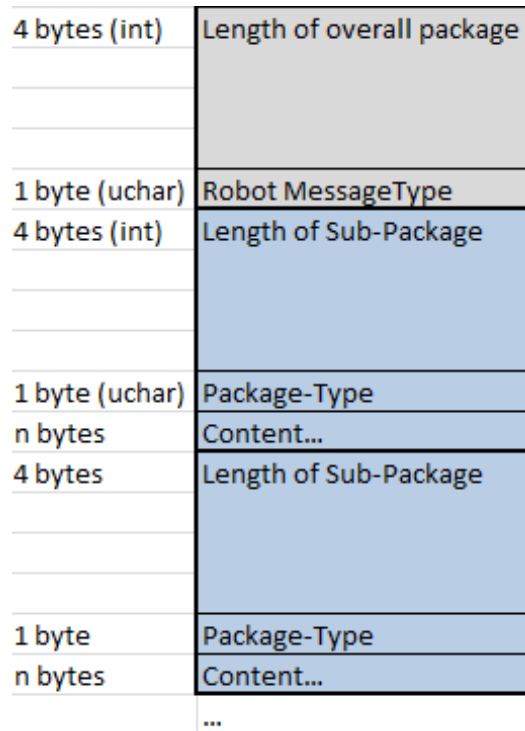 4 bytes (int) Length of overall package
1 byte (uchar) Robot MessageType
4 bytes (int) Length of Sub-Package
1 byte (uchar) Package-Type
n bytes Content...
4 bytes Length of Sub-Package
1 byte Package-Type
n bytes Content...
...